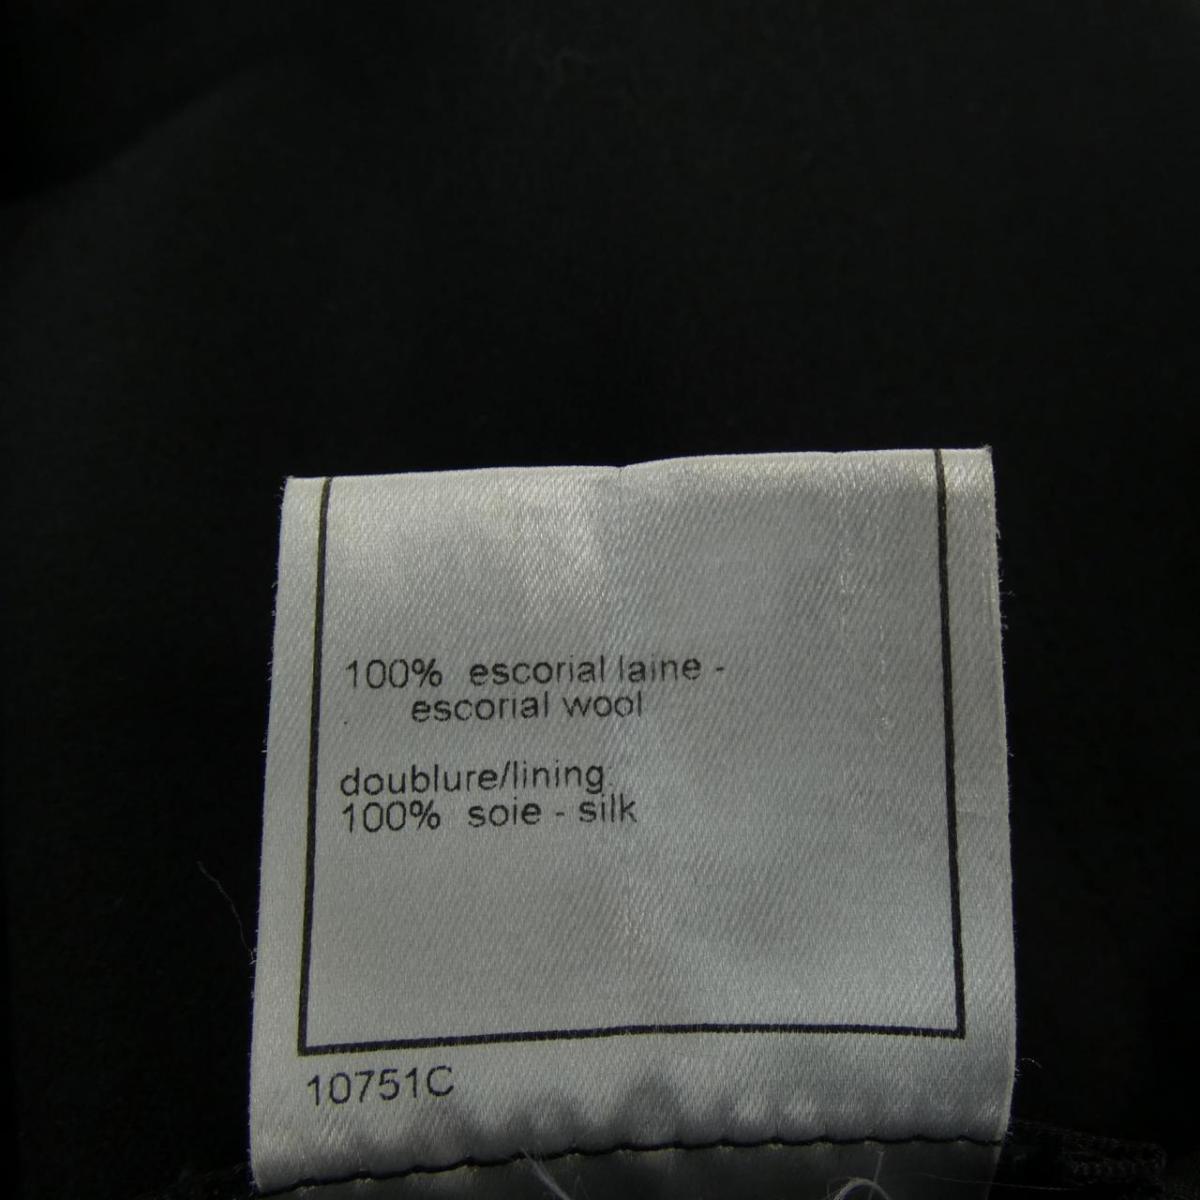 100% escorial laine -
escorial wool
doublure/lining:
100% soie - silk
10751C